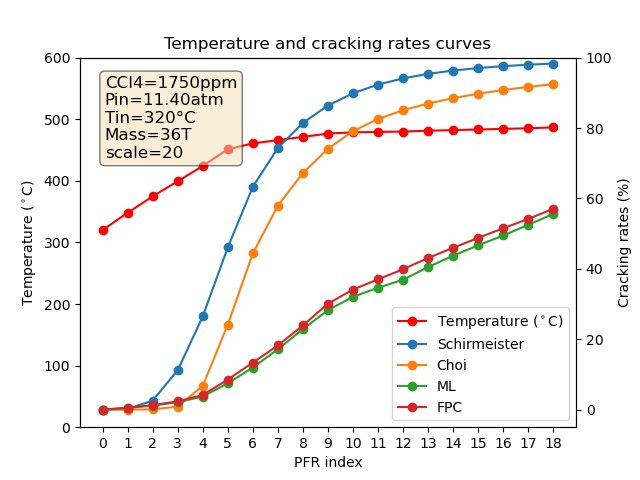 Temperature and cracking rates curves
600
500
400
300
200
100
0
Temperature (°C)
CCl4=1750ppm
Pin=11.40atm
Tin=320°C
Mass=36T
scale=20
100
80
60
40
20
0
Cracking rates (%)
Temperature (°C)
Schirmeister
Choi
ML
FPC
0 1 2 3 4 5 6 7 8 9 10 11 12 13 14 15 16 17 18
PFR index